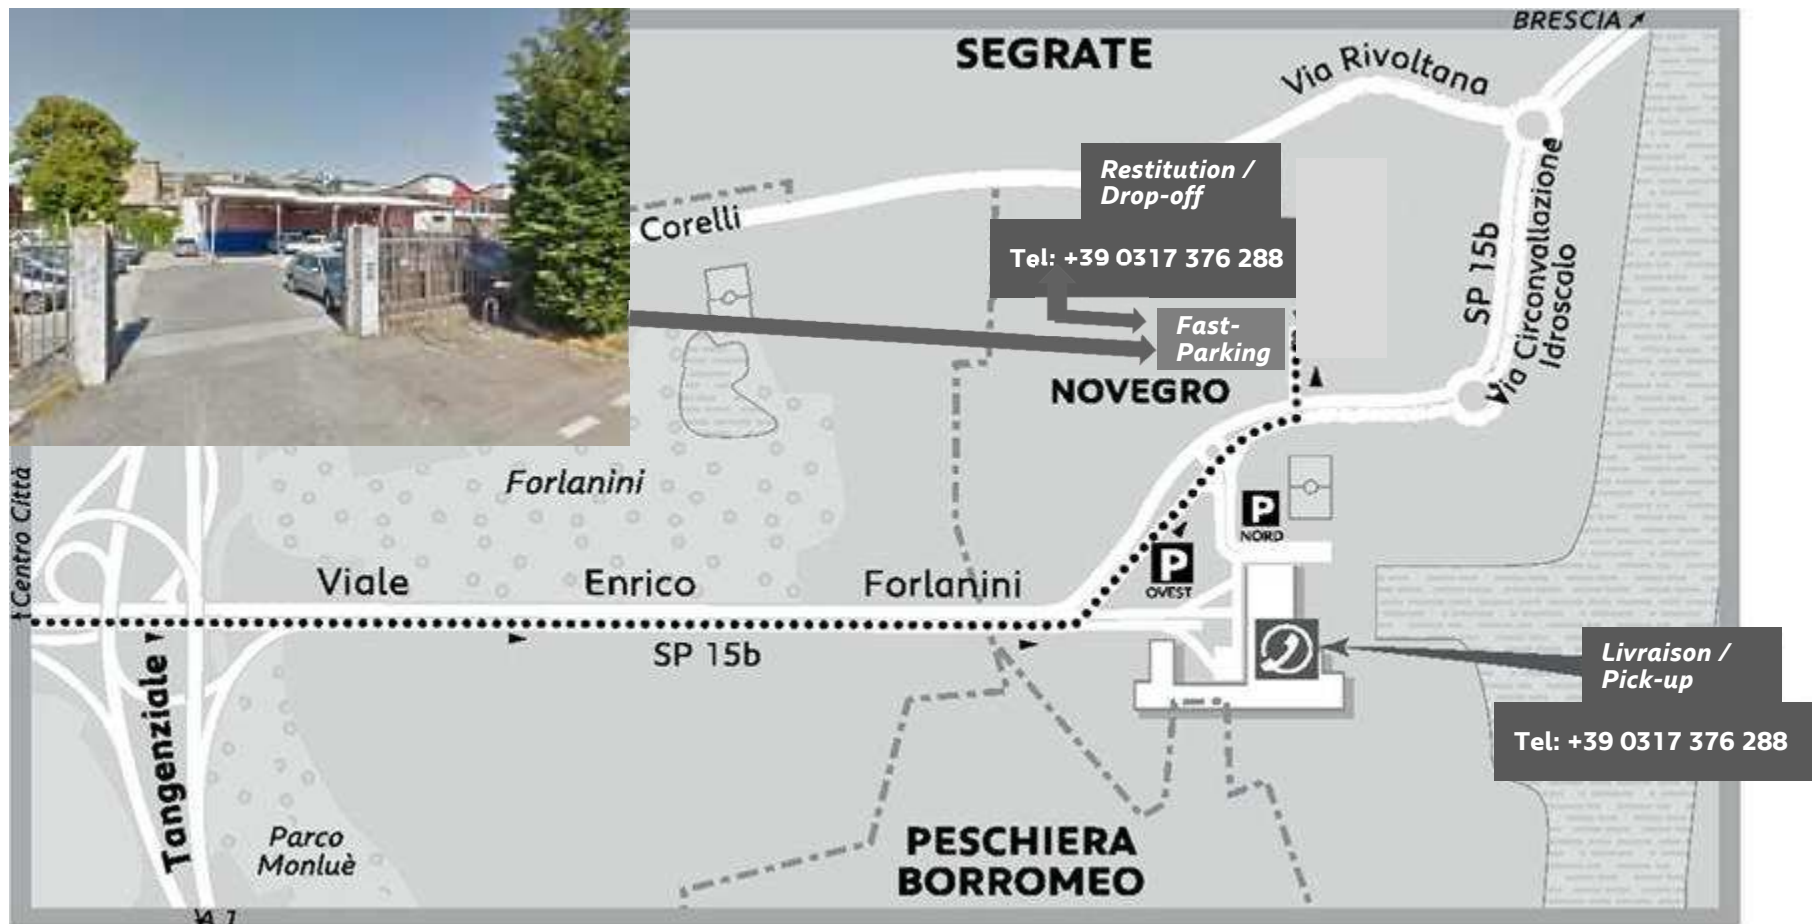 BRESCIA
SEGRATE
Via Rivoltana
Restitution /
Drop-off
Corelli
Tel: +39 0317 376 288
SP 15b
Via Circonvallazione
Idroscalo
Fast-
Parking
NOVEGRO
Centro Città
Forlanini
P
NORD
P
OVEST
Viale Enrico Forlanini
SP 15b
Tangenziale
Livraison /
Pick-up
Tel: +39 0317 376 288
Parco
Monluè
PESCHIERA
BORROMEO
A 1